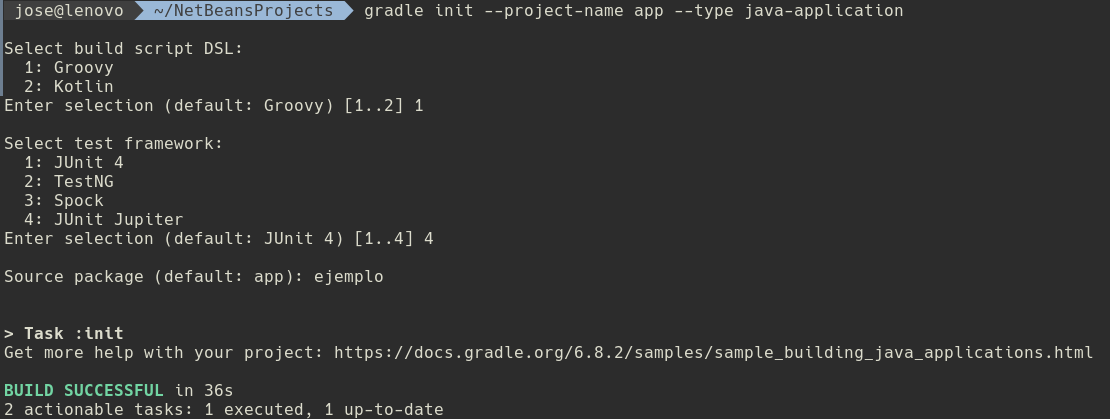 jose@lenovo ~/NetBeansProjects gradle init --project-name app --type java-application
Select build script DSL:
1: Groovy
2: Kotlin
Enter selection (default: Groovy) [1..2] 1
Select test framework:
1: JUnit 4
2: TestNG
3: Spock
4: JUnit Jupiter
Enter selection (default: JUnit 4) [1..4] 4
Source package (default: app): ejemplo
> Task :init
Get more help with your project: https://docs.gradle.org/6.8.2/samples/sample_building_java_applications.html
BUILD SUCCESSFUL in 36s
2 actionable tasks: 1 executed, 1 up-to-date